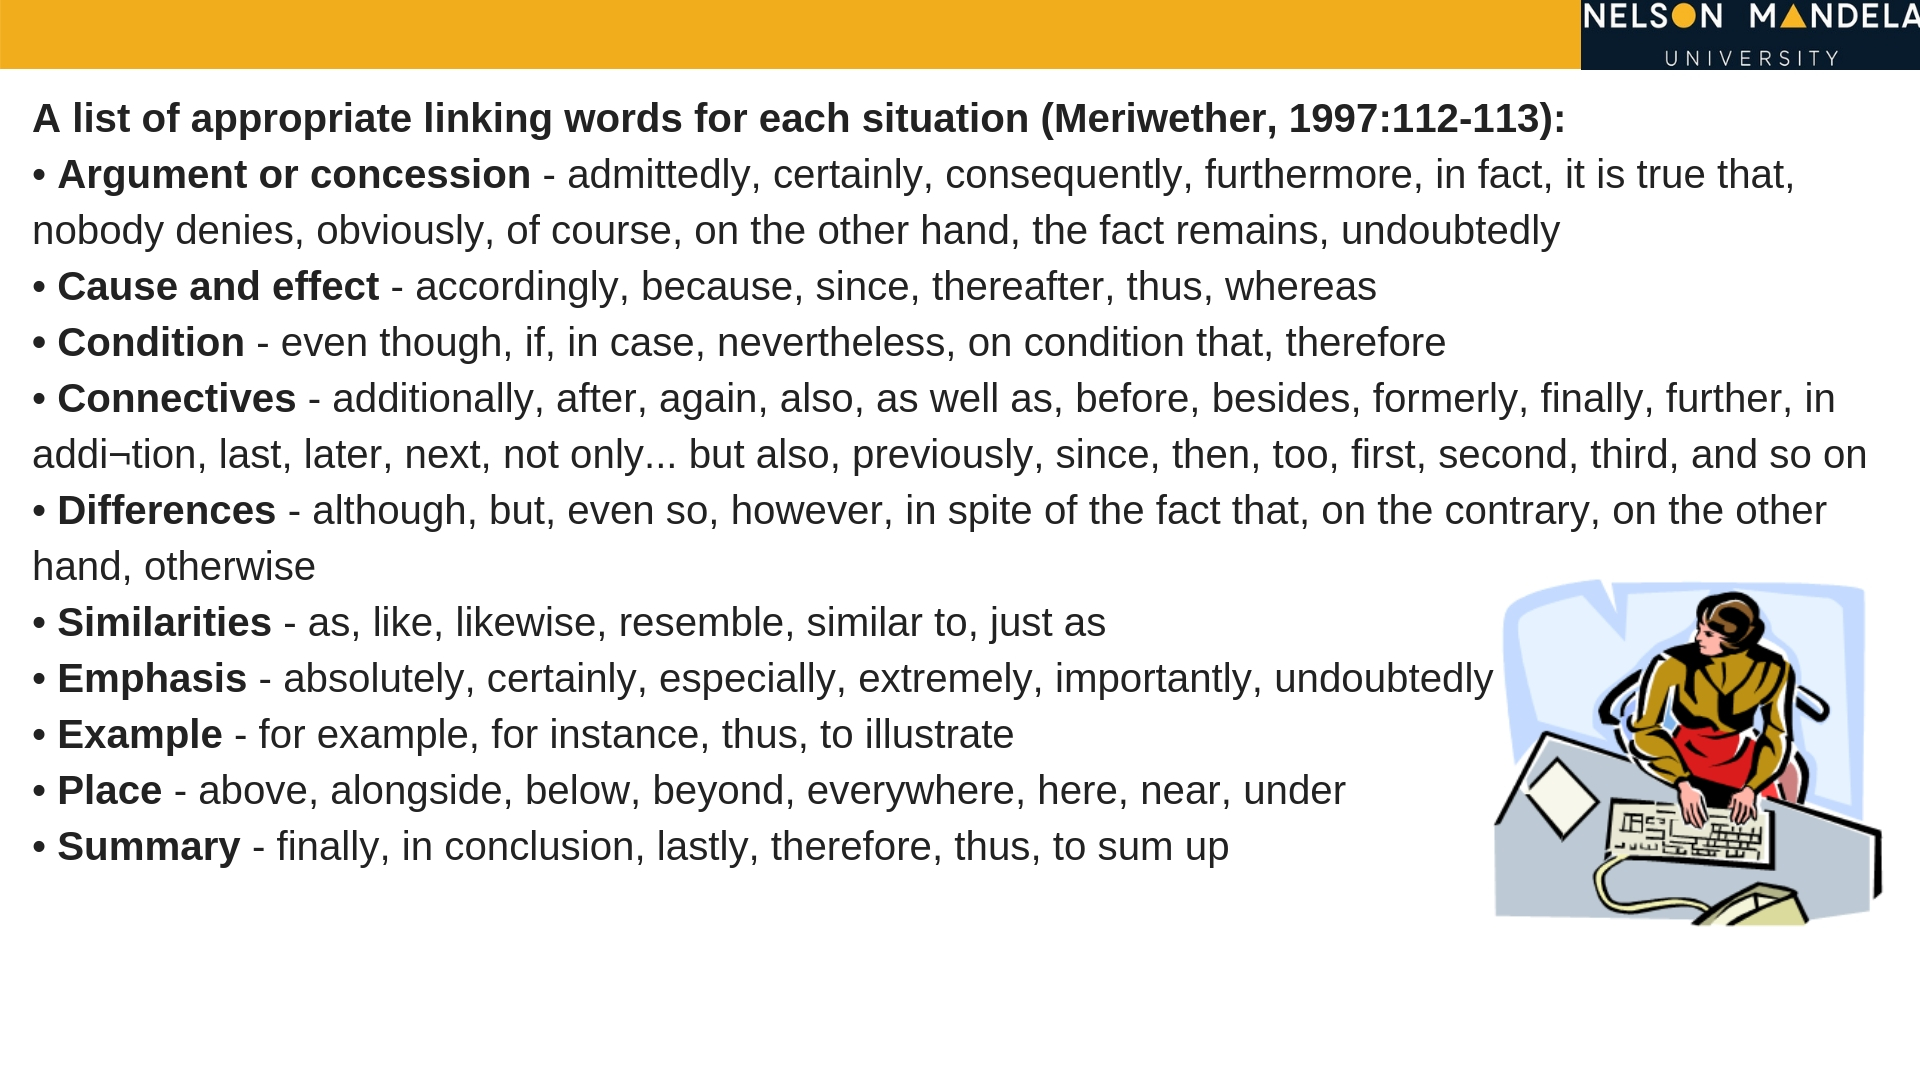 NELSON MANDELA
UNIVERSITY
A list of appropriate linking words for each situation (Meriwether, 1997:112-113):
• Argument or concession - admittedly, certainly, consequently, furthermore, in fact, it is true that,
nobody denies, obviously, of course, on the other hand, the fact remains, undoubtedly
• Cause and effect - accordingly, because, since, thereafter, thus, whereas
• Condition - even though, if, in case, nevertheless, on condition that, therefore
• Connectives - additionally, after, again, also, as well as, before, besides, formerly, finally, further, in
addi¬tion, last, later, next, not only... but also, previously, since, then, too, first, second, third, and so on
• Differences - although, but, even so, however, in spite of the fact that, on the contrary, on the other
hand, otherwise
• Similarities - as, like, likewise, resemble, similar to, just as
• Emphasis - absolutely, certainly, especially, extremely, importantly, undoubtedly
• Example - for example, for instance, thus, to illustrate
• Place - above, alongside, below, beyond, everywhere, here, near, under
• Summary - finally, in conclusion, lastly, therefore, thus, to sum up